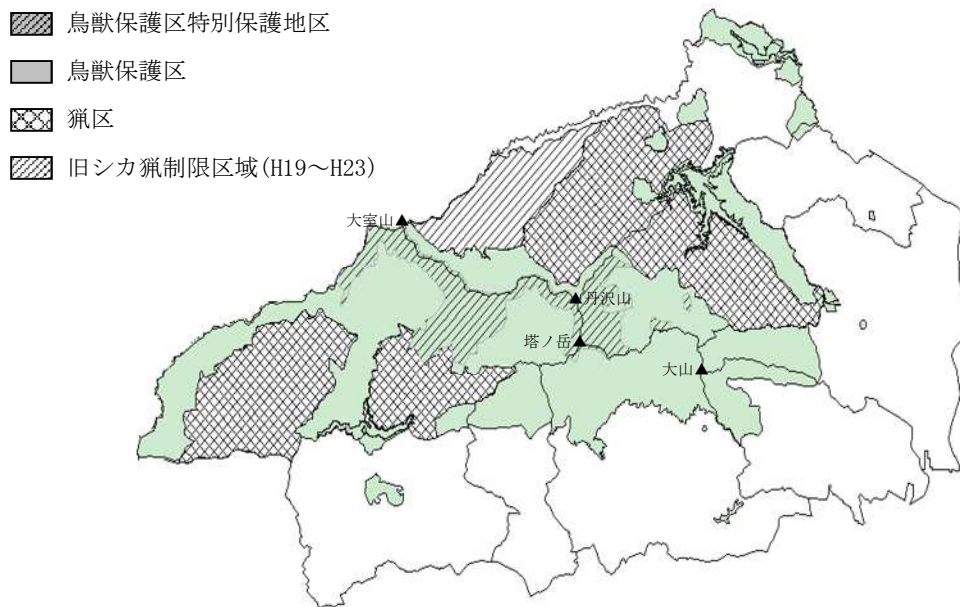 鳥獣保護区特別保護地区
鳥獣保護区
猟区
旧シカ猟制限区域(H19～H23)
大室山
丹沢山
塔ノ岳
大山